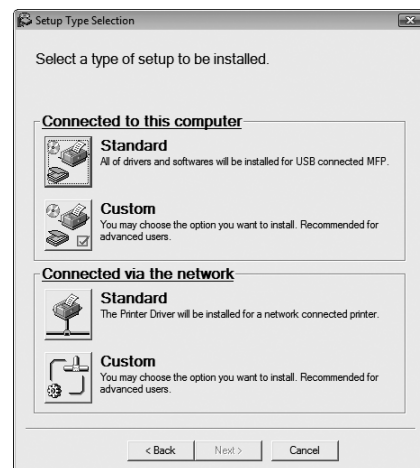 Setup Type Selection
Select a type of setup to be installed.
Connected to this computer
Standard
All of drivers and softwares will be installed for USB connected MFP.
Custom
You may choose the option you want to install. Recommended for
advanced users.
Connected via the network
Standard
The Printer Driver will be installed for a network connected printer.
Custom
You may choose the option you want to install. Recommended for
advanced users.
< Back Next > Cancel